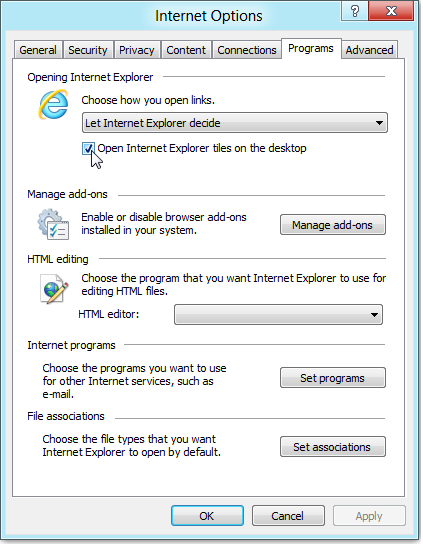 Internet Options
?
General Security Privacy Content Connections Programs Advanced
Opening Internet Explorer
Choose how you open links.
Let Internet Explorer decide
Open Internet Explorer tiles on the desktop
Manage add-ons
Enable or disable browser add-ons
installed in your system.
Manage add-ons
HTML editing
Choose the program that you want Internet Explorer to use for
editing HTML files.
HTML editor:
Internet programs
Choose the programs you want to use
for other Internet services, such as
e-mail.
Set programs
File associations
Choose the file types that you want
Internet Explorer to open by default.
Set associations
OK Cancel Apply